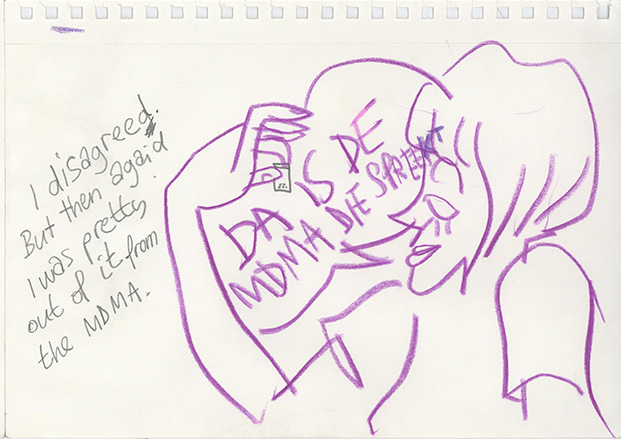 I disagreed.
But then agaid
I was pretty
out of it from
the MDMA.
DA IS DE
MDMA DIE SPREEKT